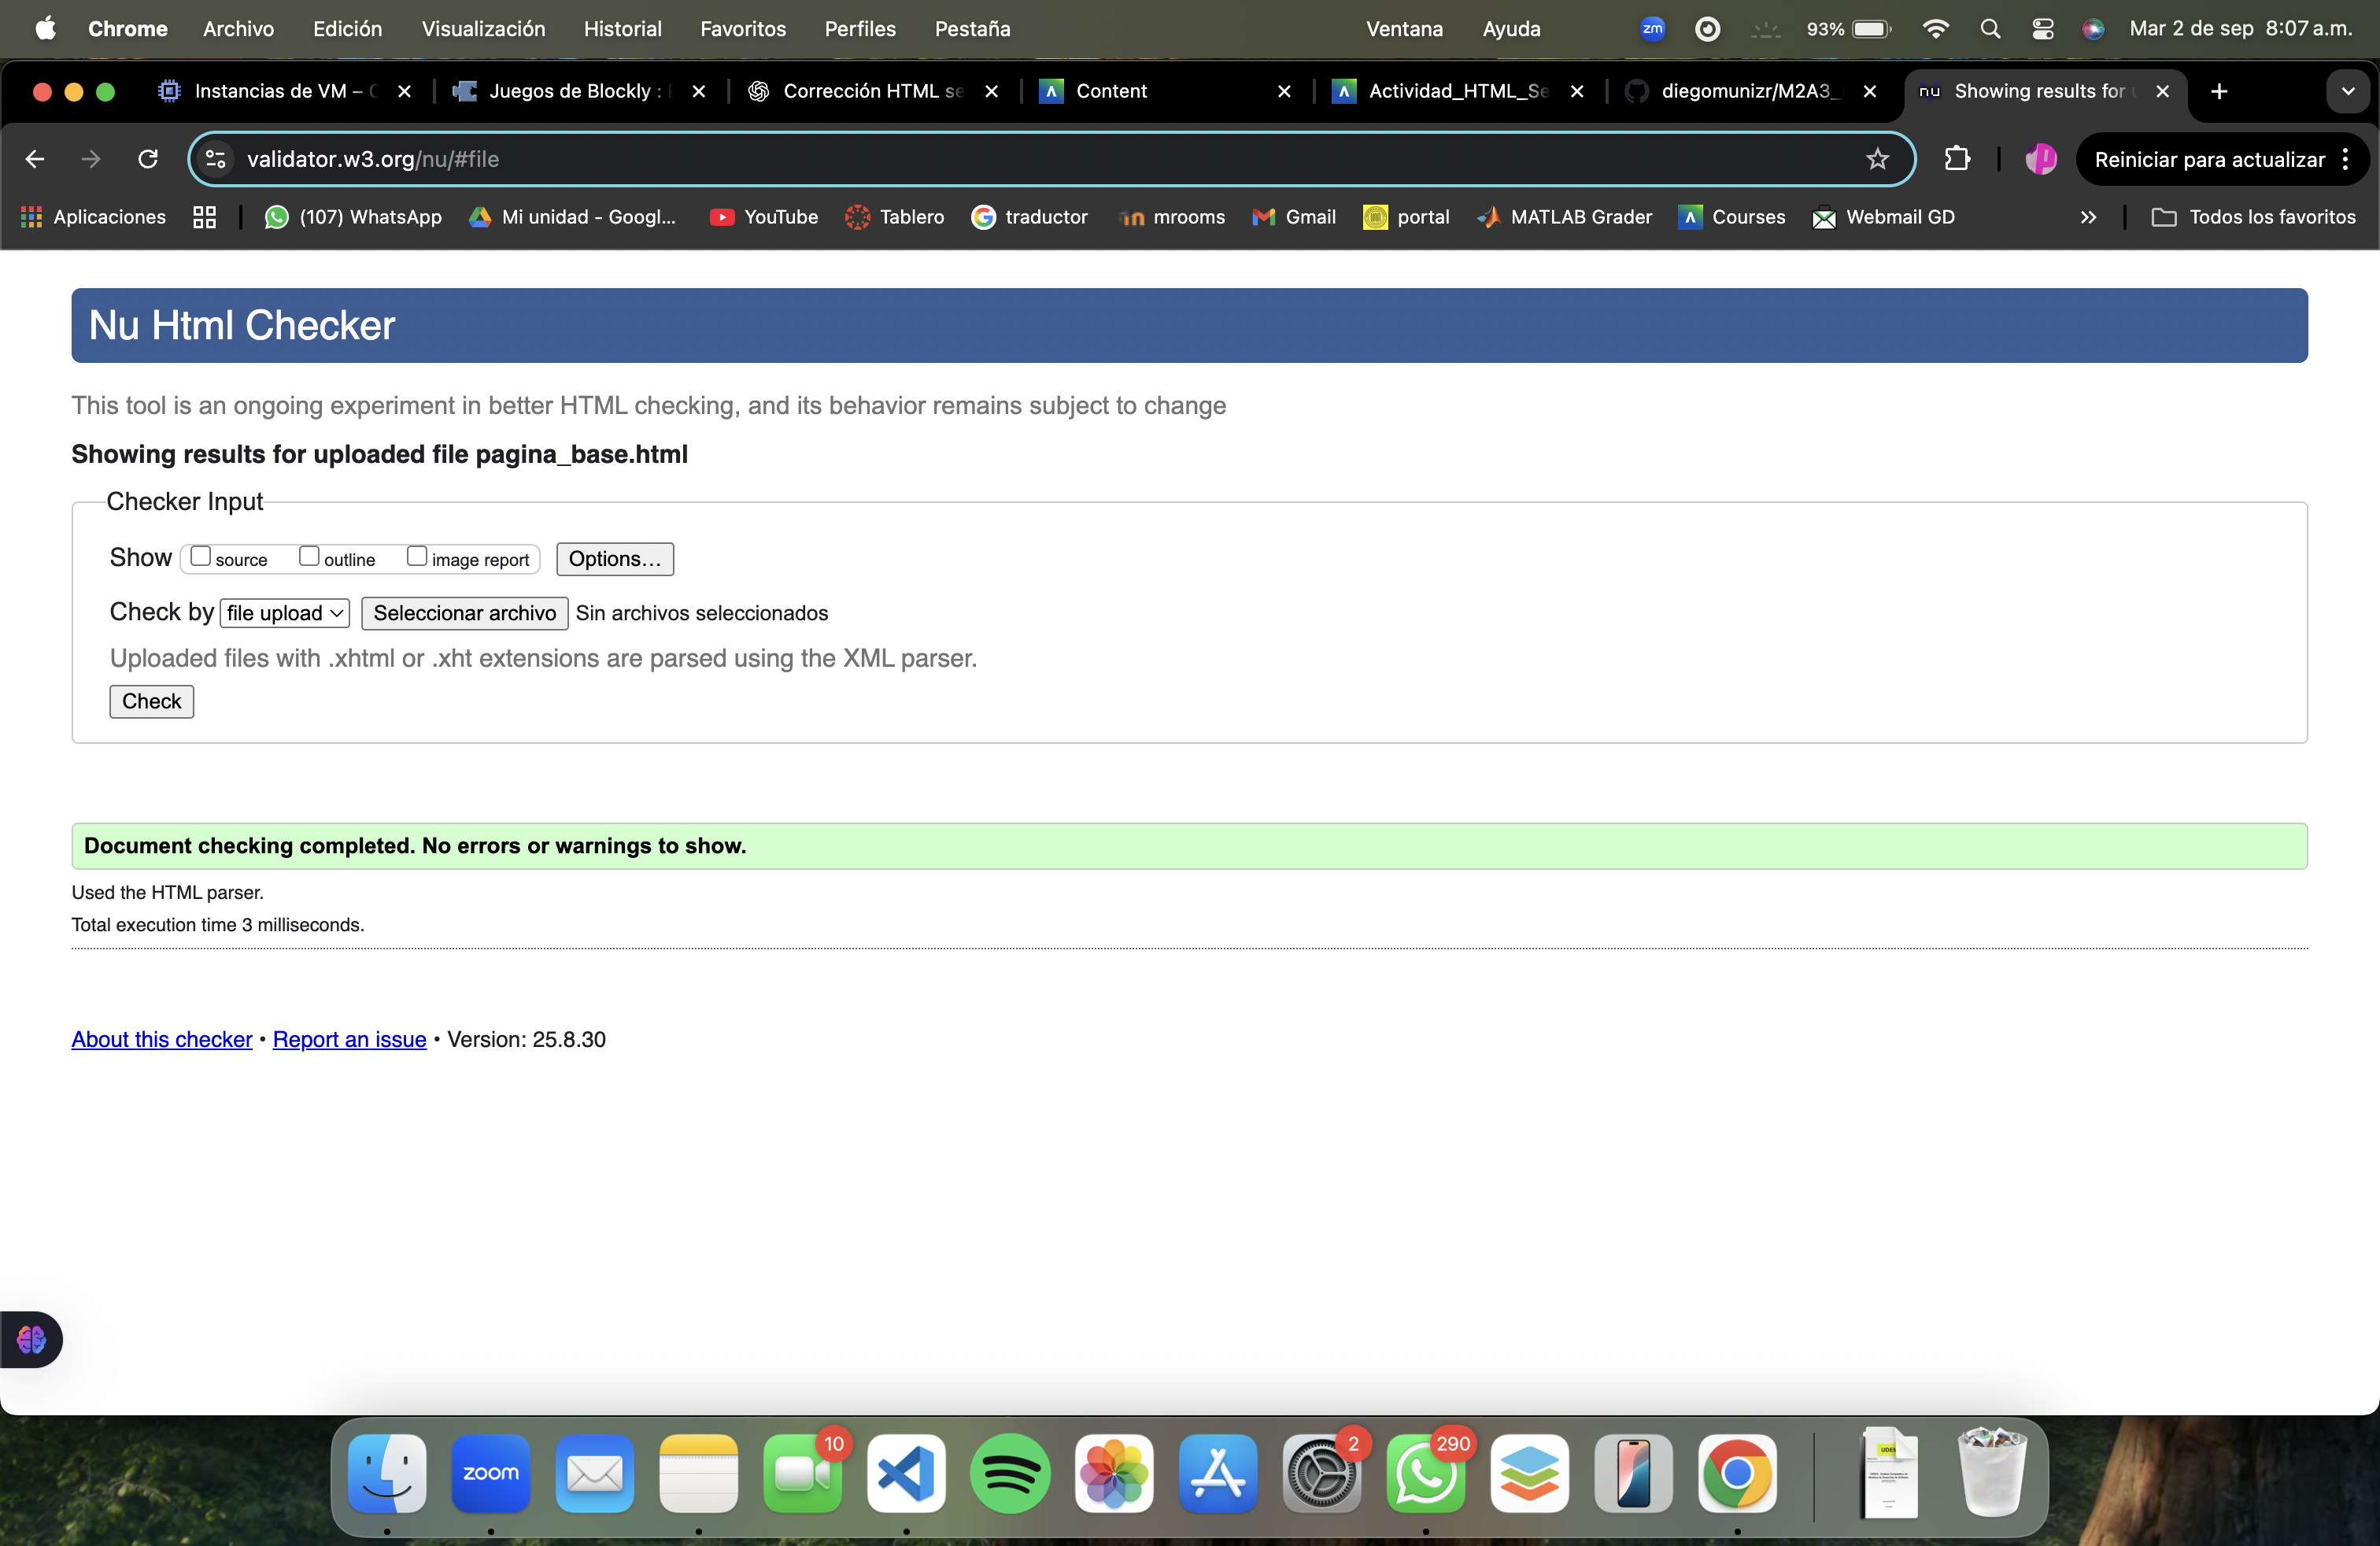 Chrome Archivo Edición Visualización Historial Favoritos Perfiles Pestaña Ventana Ayuda zm 93% Mar 2 de sep 8:07 a.m.
Instancias de VM – Juegos de Blockly : Corrección HTML se Content Actividad_HTML_Se diegomunizr/M2A3_ nu Showing results for
validator.w3.org/nu/#file Reiniciar para actualizar
Aplicaciones (107) WhatsApp Mi unidad - Googl... YouTube Tablero traductor mrooms Gmail portal MATLAB Grader Courses Webmail GD » Todos los favoritos
Nu Html Checker
This tool is an ongoing experiment in better HTML checking, and its behavior remains subject to change
Showing results for uploaded file pagina_base.html
Checker Input
Show source outline image report Options...
Check by file upload Seleccionar archivo Sin archivos seleccionados
Uploaded files with .xhtml or .xht extensions are parsed using the XML parser.
Check
Document checking completed. No errors or warnings to show.
Used the HTML parser.
Total execution time 3 milliseconds.
About this checker • Report an issue • Version: 25.8.30
10 2 290
zoom